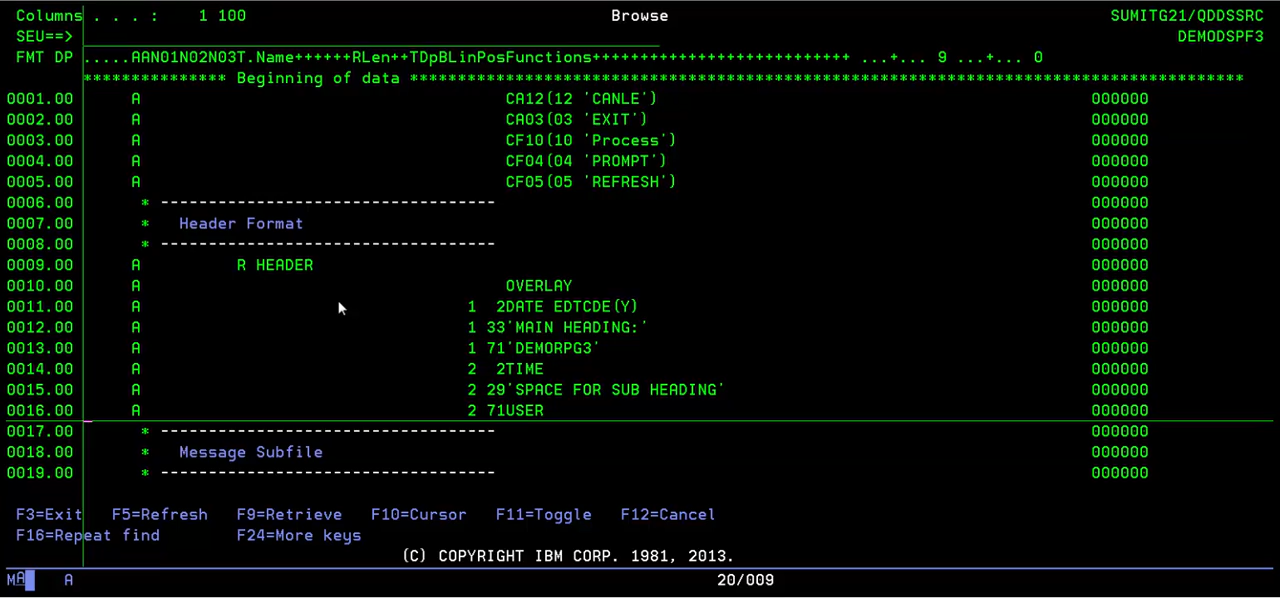 Columns . . . :    1 100                                    Browse                                              SUMITG21/QDDSSRC
SEU==>                                                                                                                 DEMODSPF3
FMT DP  .....AAN01N02N03T.Name++++++RLen++TDpBLinPosFunctions+++++++++++++++++++++++++ ...+... 9 ...+... 0
*************** Beginning of data ********************************************************************************
0001.00      A                                      CA12(12 'CANLE')                                        000000
0002.00      A                                      CA03(03 'EXIT')                                         000000
0003.00      A                                      CF10(10 'Process')                                      000000
0004.00      A                                      CF04(04 'PROMPT')                                       000000
0005.00      A                                      CF05(05 'REFRESH')                                      000000
0006.00       * --------------------------------                                                            000000
0007.00       *   Header Format                                                                             000000
0008.00       * --------------------------------                                                            000000
0009.00      A          R HEADER                                                                            000000
0010.00      A                                      OVERLAY                                                 000000
0011.00      A                                  1  2DATE EDTCDE(Y)                                          000000
0012.00      A                                  1 33'MAIN HEADING:'                                         000000
0013.00      A                                  1 71'DEMORPG3'                                              000000
0014.00      A                                  2  2TIME                                                    000000
0015.00      A                                  2 29'SPACE FOR SUB HEADING'                                 000000
0016.00      A                                  2 71USER                                                    000000
0017.00       * --------------------------------                                                            000000
0018.00       *   Message Subfile                                                                           000000
0019.00       * --------------------------------                                                            000000
F3=Exit   F5=Refresh   F9=Retrieve   F10=Cursor   F11=Toggle   F12=Cancel
F16=Repeat find        F24=More keys
(C) COPYRIGHT IBM CORP. 1981, 2013.
MA    A                                                               20/009